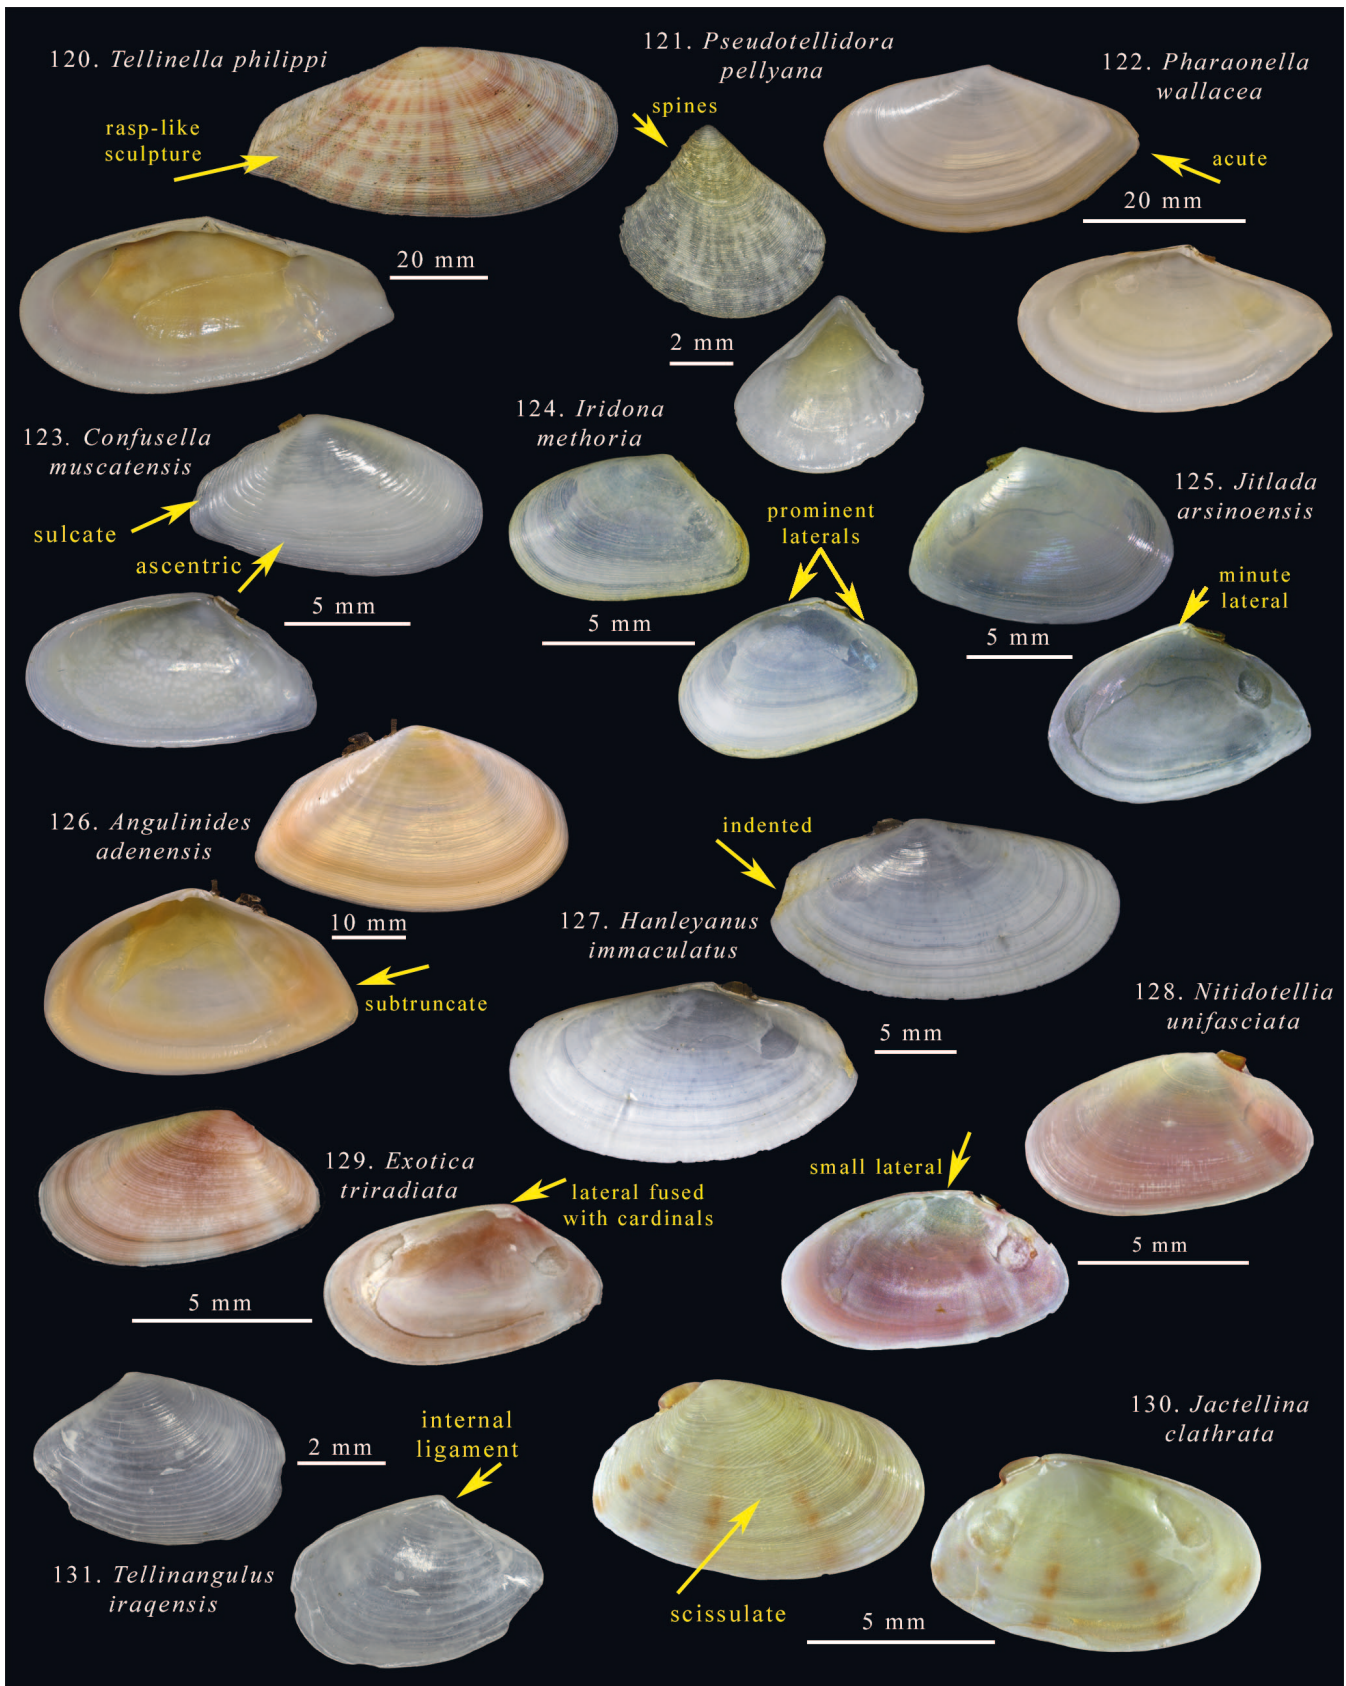 120. Tellinella philippi
rasp-like
sculpture
20 mm
121. Pseudotellidora
pellyana
spines
2 mm
122. Pharaonella
wallacea
acute
20 mm
123. Confusella
muscatensis
sulcate
ascentric
5 mm
124. Iridona
methoria
prominent
laterals
5 mm
125. Jitlada
arsinoensis
minute
lateral
5 mm
126. Angulinides
adenensis
10 mm
subtruncate
indented
127. Hanleyanus
immaculatus
5 mm
128. Nitidotellia
unifasciata
small lateral
5 mm
129. Exotica
triradiata
lateral fused
with cardinals
5 mm
130. Jactellina
clathrata
scissulate
5 mm
internal
ligament
2 mm
131. Tellinangulus
iraqensis